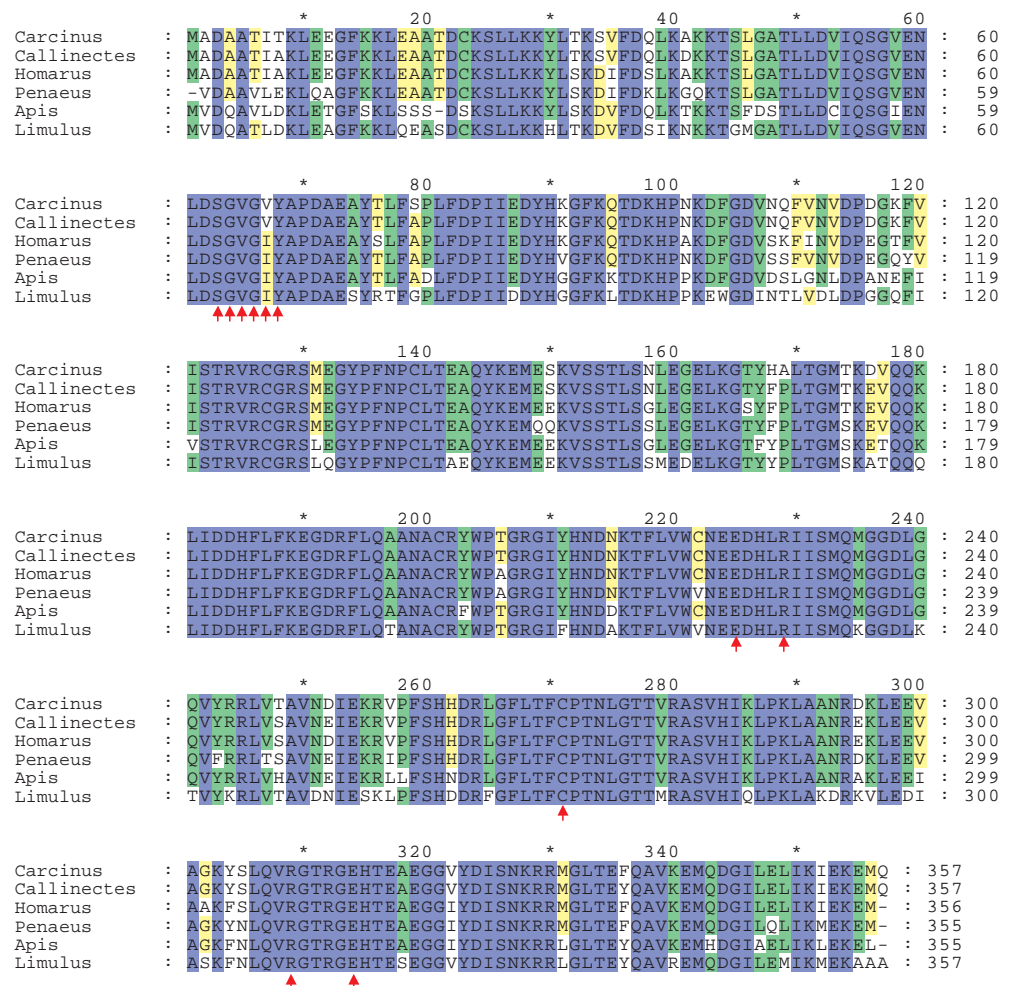 * 20 * 40 * 60
Carcinus : MADAATITKLEEGFKKLEAATDCKSLLKKYLTKSVFDQLKAKKTSLGATLLDVIQSGVEN : 60
Callinectes : MADAATIAKLEEGFKKLEAATDCKSLLKKYLTKSVFDQLKDKKTSLGATLLDVIQSGVEN : 60
Homarus : MADAATIAKLEEGFKKLEAATDCKSLLKKYLSKDIFDSLKAKKTSLGATLLDVIQSGVEN : 60
Penaeus : -VDAAVLEKLQAGFKKLEAATDCKSLLKKYLSKDIFDKLKGQKTSLGATLLDVIQSGVEN : 59
Apis : MVDQAVLDKLETGFSKLSSS-DSKSLLKKYLSKDVFDQLKTKKTSFDSTLLDCIQSGIEN : 59
Limulus : MVDQATLDKLEAGFKKLQEASDCKSLLKKHLTKDVFDSIKNKKTGMGATLLDVIQSGVEN : 60
* 80 * 100 * 120
Carcinus : LDSGVGVYAPDAEAYTLFSPLFDPIIEDYHKGFKQTDKHPNKDFGDVNQFVNVDPDGKFV : 120
Callinectes : LDSGVGVYAPDAEAYTLFAPLFDPIIEDYHKGFKQTDKHPNKDFGDVNQFVNVDPDGKFV : 120
Homarus : LDSGVGIYAPDAEAYSLFAPLFDPIIEDYHKGFKQTDKHPAKDFGDVSKFINVDPEGTFV : 120
Penaeus : LDSGVGIYAPDAEAYTLFAPLFDPIIEDYHVGFKQTDKHPNKDFGDVSSFVNVDPEGQYV : 119
Apis : LDSGVGIYAPDAEAYTLFADLFDPIIEDYHGGFKKTDKHPPKDFGDVDSLGNLDPANEFI : 119
Limulus : LDSGVGIYAPDAESYRTFGPLFDPIIDDYHGGFKLTDKHPPKEWGDINTLVDLDPGGQFI : 120
* 140 * 160 * 180
Carcinus : ISTRVRCGRSMEGYPFNPCLTEAQYKEMESKVSSTLSNLEGELKGTYHALTGMTKDVQQK : 180
Callinectes : ISTRVRCGRSMEGYPFNPCLTEAQYKEMESKVSSTLSNLEGELKGTYFPLTGMTKEVQQK : 180
Homarus : ISTRVRCGRSMEGYPFNPCLTEAQYKEMEEKVSSTLSGLEGELKGSYFPLTGMTKEVQQK : 180
Penaeus : ISTRVRCGRSMEGYPFNPCLTEAQYKEMQQKVSSTLSSLEGELKGTYFPLTGMSKEVQQK : 179
Apis : VSTRVRCGRSLEGYPFNPCLTEAQYKEMEEKVSSTLSGLEGELKGTFYPLTGMSKETQQK : 179
Limulus : ISTRVRCGRSLQGYPFNPCLTAEQYKEMEEKVSSTLSSMEDELKGTYYPLTGMSKATQQQ : 180
* 200 * 220 * 240
Carcinus : LIDDHFLFKEGDRFLQAANACRYWPTGRGIYHNDNKTFLVWCNEEDHLRIISMQMGGDLG : 240
Callinectes : LIDDHFLFKEGDRFLQAANACRYWPTGRGIYHNDNKTFLVWCNEEDHLRIISMQMGGDLG : 240
Homarus : LIDDHFLFKEGDRFLQAANACRYWPAGRGIYHNDNKTFLVWCNEEDHLRIISMQMGGDLG : 240
Penaeus : LIDDHFLFKEGDRFLQAANACRYWPAGRGIYHNDNKTFLVWVNEEDHLRIISMQMGGDLG : 239
Apis : LIDDHFLFKEGDRFLQAANACRFWPTGRGIYHNDDKTFLVWCNEEDHLRIISMQMGGDLG : 239
Limulus : LIDDHFLFKEGDRFLQTANACRYWPTGRGIFHNDAKTFLVWVNEEDHLRIISMQKGGDLK : 240
* 260 * 280 * 300
Carcinus : QVYRRLVTAVNDIEKRVPFSHHDRLGFLTFCPTNLGTTVRASVHIKLPKLAANRDKLEEV : 300
Callinectes : QVYRRLVSAVNEIEKRVPFSHHDRLGFLTFCPTNLGTTVRASVHIKLPKLAANRDKLEEV : 300
Homarus : QVYRRLVSAVNDIEKRVPFSHHDRLGFLTFCPTNLGTTVRASVHIKLPKLAANREKLEEV : 300
Penaeus : QVFRRLTSAVNEIEKRIPFSHHDRLGFLTFCPTNLGTTVRASVHIKLPKLAANRDKLEEV : 299
Apis : QVYRRLVHAVNEIEKRLLFSHNDRLGFLTFCPTNLGTTVRASVHIKLPKLAANRAKLEEI : 299
Limulus : TVYKRLVTAVDNIESKLPFSHDDRFGFLTFCPTNLGTTMRASVHIQLPKLAKDRKVLEDI : 300
* 320 * 340 *
Carcinus : AGKYSLQVRGTRGEHTEAEGGVYDISNKRRMGLTEFQAVKEMQDGILELIKIEKEMQ : 357
Callinectes : AGKYSLQVRGTRGEHTEAEGGVYDISNKRRMGLTEFQAVKEMQDGILELIKIEKEMQ : 357
Homarus : AAKFSLQVRGTRGEHTEAEGGIYDISNKRRMGLTEFQAVKEMQDGILELIKIEKEM- : 356
Penaeus : AGKYNLQVRGTRGEHTEAEGGIYDISNKRRMGLTEFQAVKEMQDGILQLIKMEKEM- : 355
Apis : AGKFNLQVRGTRGEHTEAEGGIYDISNKRRLGLTEYQAVKEMHDGIAELIKLEKEL- : 355
Limulus : ASKFNLQVRGTRGEHTESEGGVYDISNKRRLGLTEYQAVREMQDGILEMIKMEKAAA : 357